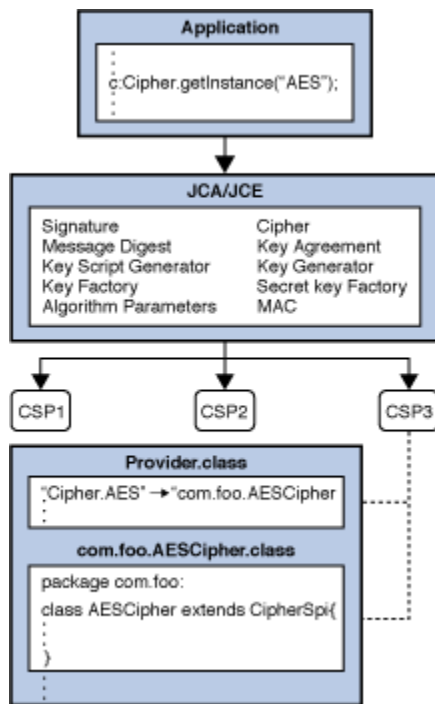 Application
c:Cipher.getInstance("AES");
JCA/JCE
Signature
Message Digest
Key Script Generator
Key Factory
Algorithm Parameters
Cipher
Key Agreement
Key Generator
Secret key Factory
MAC
CSP1
CSP2
CSP3
Provider.class
"Cipher.AES" → "com.foo.AESCipher
com.foo.AESCipher.class
package com.foo:
class AESCipher extends CipherSpi{
}